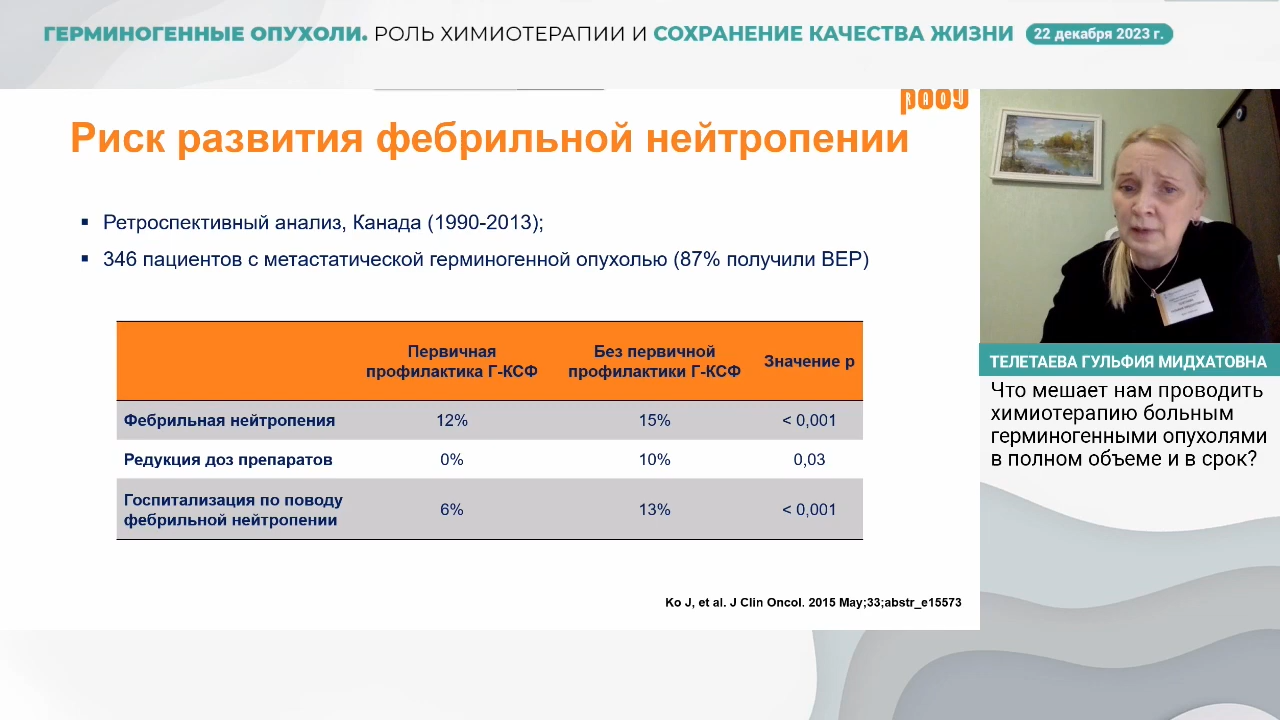 ГЕРМИНОГЕННЫЕ ОПУХОЛИ. РОЛЬ ХИМИОТЕРАПИИ И СОХРАНЕНИЕ КАЧЕСТВА ЖИЗНИ 22 декабря 2023 г.
Риск развития фебрильной нейтропении
▪ Ретроспективный анализ, Канада (1990-2013);
▪ 346 пациентов с метастатической герминогенной опухолью (87% получили BEP)
Первичная профилактика Г-КСФ Без первичной профилактики Г-КСФ Значение p
Фебрильная нейтропения 12% 15% < 0,001
Редукция доз препаратов 0% 10% 0,03
Госпитализация по поводу фебрильной нейтропении 6% 13% < 0,001
Ko J, et al. J Clin Oncol. 2015 May;33;abstr_e15573
ТЕЛЕТАЕВА ГУЛЬФИЯ МИДХАТОВНА
Что мешает нам проводить
химиотерапию больным
герминогенными опухолями
в полном объеме и в срок?